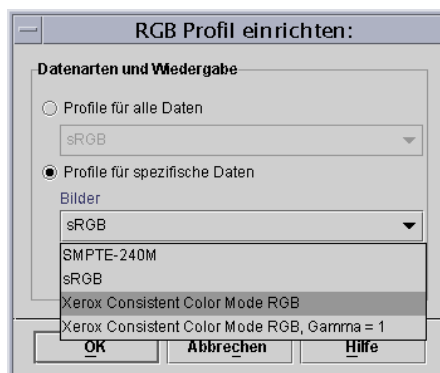 RGB Profil einrichten:
Datenarten und Wiedergabe
Profile für alle Daten
sRGB
Profile für spezifische Daten
Bilder
sRGB
SMPTE-240M
sRGB
Xerox Consistent Color Mode RGB
Xerox Consistent Color Mode RGB, Gamma = 1
OK Abbrechen Hilfe